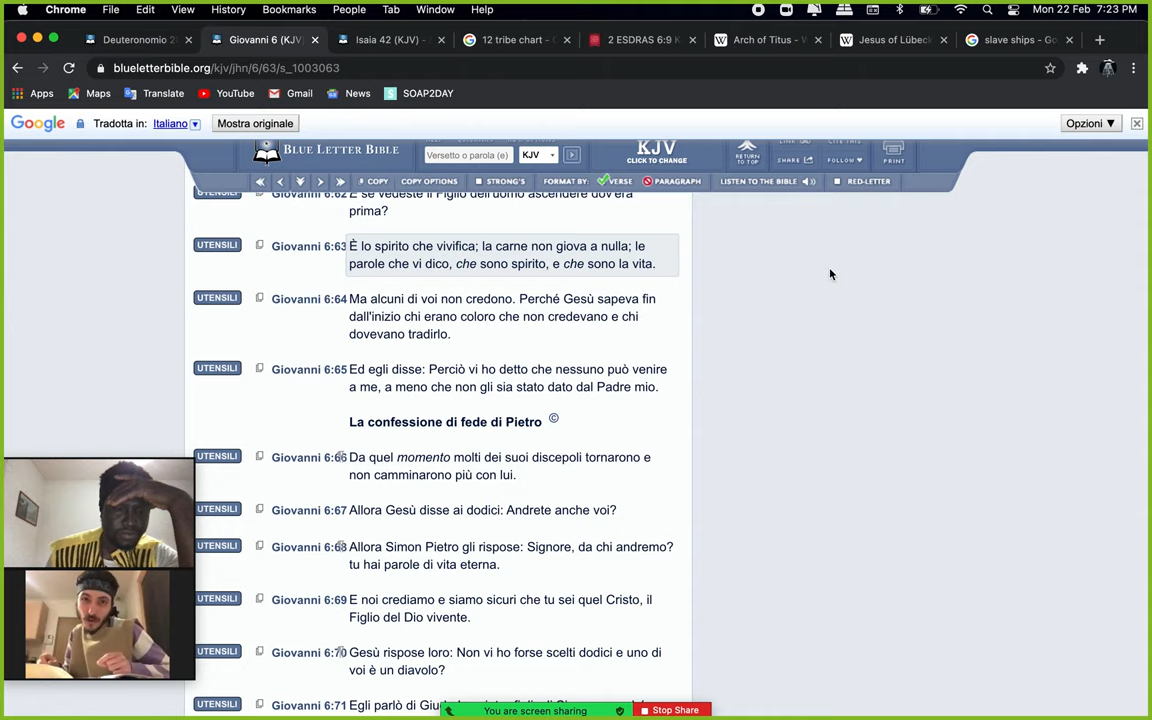 Chrome File Edit View History Bookmarks People Tab Window Help Mon 22 Feb 7:23 PM
Deuteronomio 2 Giovanni 6 (KJV) Isaia 42 (KJV) - 12 tribe chart - G 2 ESDRAS 6:9 K Arch of Titus - W Jesus of Lübec slave ships - Go
blueletterbible.org/kjv/jhn/6/63/s_1003063
Apps Maps Translate YouTube Gmail News SOAP2DAY
Google Tradotta in: Italiano Mostra originale Opzioni ▼
BLUE LETTER BIBLE Versetto o parola (e) KJV KJV CLICK TO CHANGE RETURN TO TOP SHARE FOLLOW PRINT
COPY COPY OPTIONS STRONG'S FORMAT BY: VERSE PARAGRAPH LISTEN TO THE BIBLE RED-LETTER
UTENSILI Giovanni 6:62 E se vedeste il Figlio dell'uomo ascendere dov'era
prima?
UTENSILI Giovanni 6:63 È lo spirito che vivifica; la carne non giova a nulla; le
parole che vi dico, che sono spirito, e che sono la vita.
UTENSILI Giovanni 6:64 Ma alcuni di voi non credono. Perché Gesù sapeva fin
dall'inizio chi erano coloro che non credevano e chi
dovevano tradirlo.
UTENSILI Giovanni 6:65 Ed egli disse: Perciò vi ho detto che nessuno può venire
a me, a meno che non gli sia stato dato dal Padre mio.
La confessione di fede di Pietro ©
UTENSILI Giovanni 6:66 Da quel momento molti dei suoi discepoli tornarono e
non camminarono più con lui.
UTENSILI Giovanni 6:67 Allora Gesù disse ai dodici: Andrete anche voi?
UTENSILI Giovanni 6:68 Allora Simon Pietro gli rispose: Signore, da chi andremo?
tu hai parole di vita eterna.
UTENSILI Giovanni 6:69 E noi crediamo e siamo sicuri che tu sei quel Cristo, il
Figlio del Dio vivente.
UTENSILI Giovanni 6:70 Gesù rispose loro: Non vi ho forse scelti dodici e uno di
voi è un diavolo?
UTENSILI Giovanni 6:71 Egli parlò di
You are screen sharing Stop Share